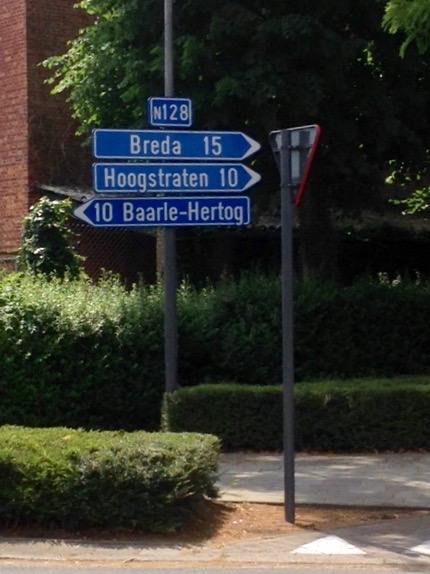 N128
Breda 15
Hoogstraten 10
10 Baarle-Hertog